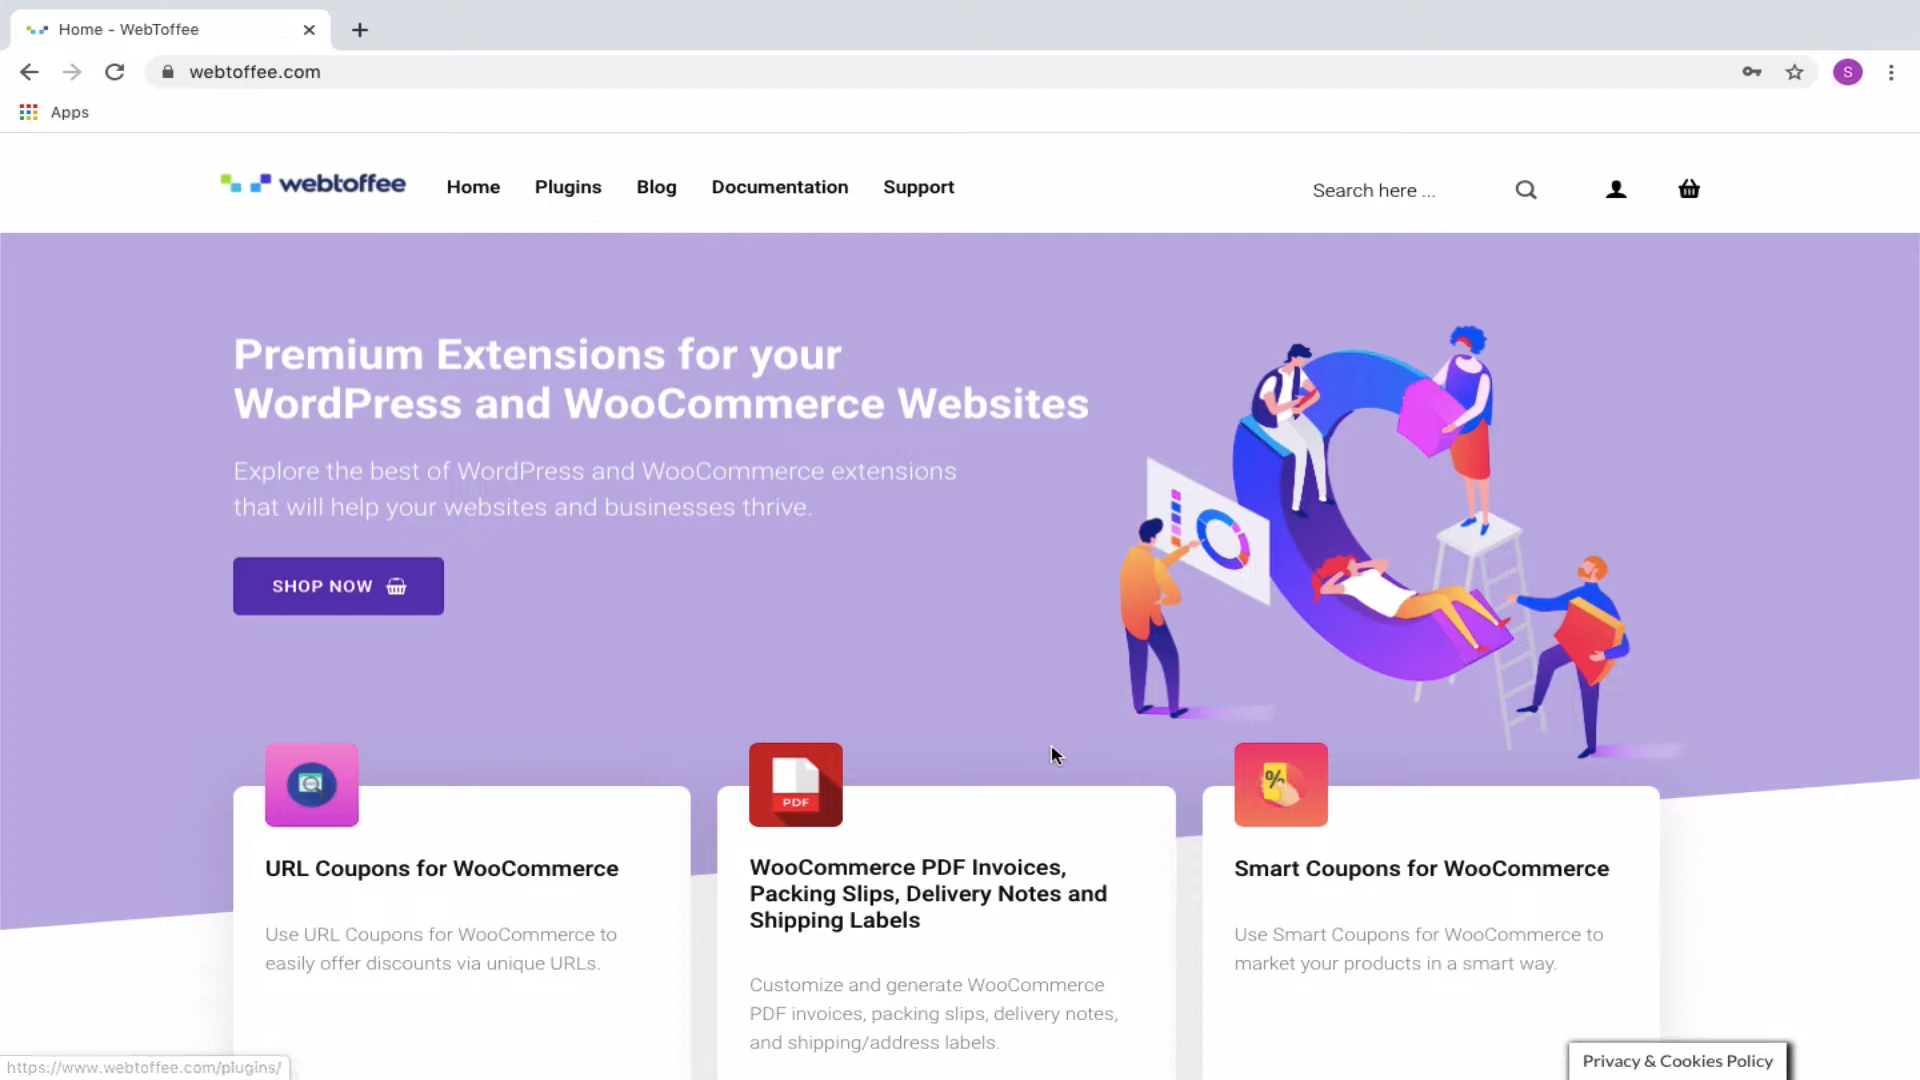 Home - WebToffee
webtoffee.com
S
Apps
webtoffee
Home
Plugins
Blog
Documentation
Support
Search here ...
Premium Extensions for your
WordPress and WooCommerce Websites
Explore the best of WordPress and WooCommerce extensions
that will help your websites and businesses thrive.
SHOP NOW
URL Coupons for WooCommerce
Use URL Coupons for WooCommerce to
easily offer discounts via unique URLs.
PDF
WooCommerce PDF Invoices,
Packing Slips, Delivery Notes and
Shipping Labels
Customize and generate WooCommerce
PDF invoices, packing slips, delivery notes,
and shipping/address labels.
%
Smart Coupons for WooCommerce
Use Smart Coupons for WooCommerce to
market your products in a smart way.
https://www.webtoffee.com/plugins/
Privacy & Cookies Policy